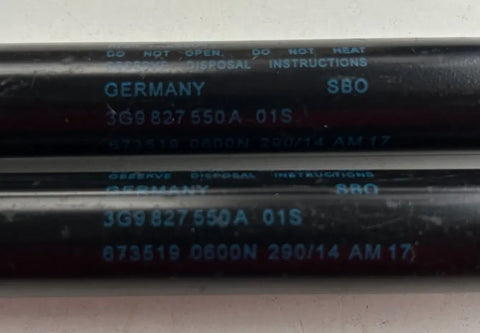 DO NOT OPEN. DO NOT HEAT
OBSERVE DISPOSAL INSTRUCTIONS
GERMANY SBO
3G9 827 550A 01S
673519 0600N 290/14 AM 17
OBSERVE DISPOSAL INSTRUCTIONS
GERMANY SBO
3G9 827 550A 01S
673519 0600N 290/14 AM 17